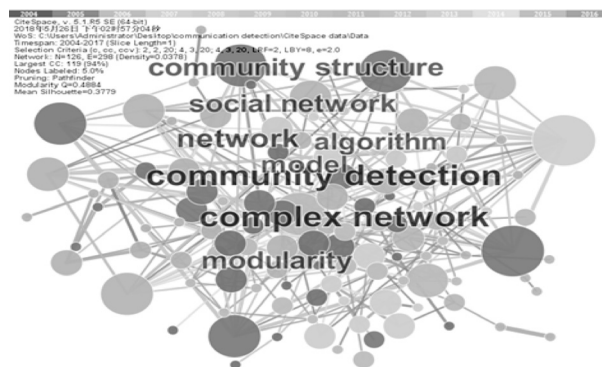 2004 2005 2006 2007 2008 2009 2010 2011 2012 2013 2014 2015 2016
CiteSpace, v. 5.1.R5 SE (64-bit)
2018年5月26日 下午02时57分04秒
WoS: C:\Users\Administrator\Desktop\communication detection\CiteSpace data\Data
Timespan: 2004-2017 (Slice Length=1)
Selection Criteria (c, cc, ccv): 2, 2, 20; 4, 3, 20; 4, 3, 20, LRF=2, LBY=8, e=2.0
Network: N=126, E=298 (Density=0.0378)
Largest CC: 119 (94%)
Nodes Labeled: 5.0%
Pruning: Pathfinder
Modularity Q=0.4884
Mean Silhouette=0.3779
community structure
social network
network algorithm
model
community detection
complex network
modularity